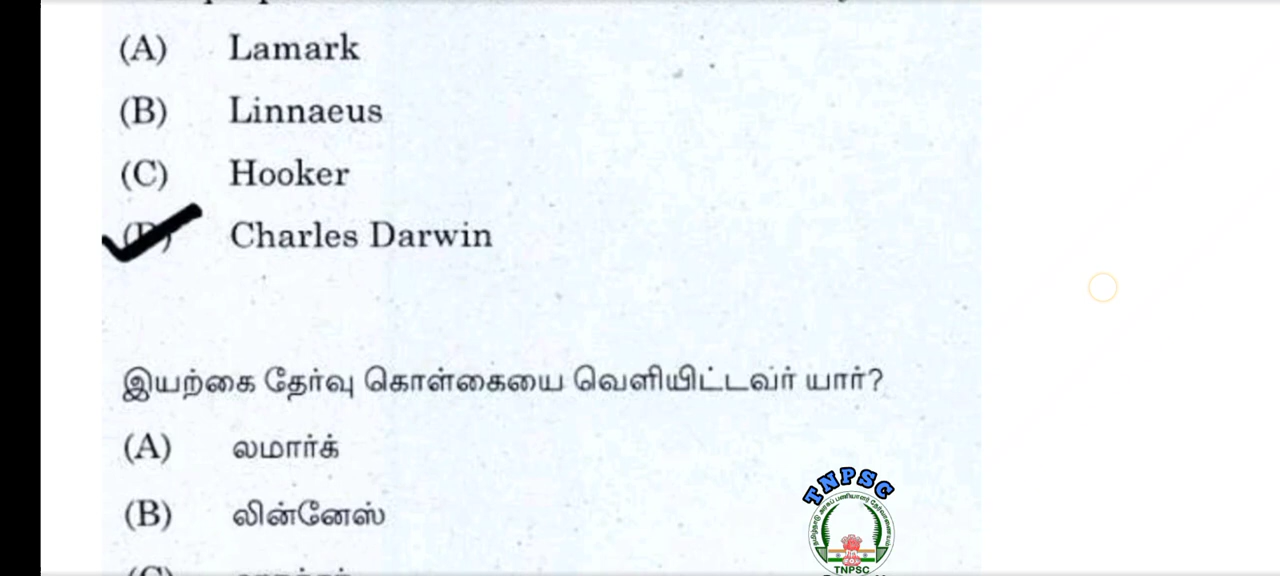 (A) Lamark
(B) Linnaeus
(C) Hooker
(D) Charles Darwin
இயற்கை தேர்வு கொள்கையை வெளியிட்டவர் யார்?
(A) லமார்க்
(B) லின்னேஸ்
TNPSC
TNPSC
(C)